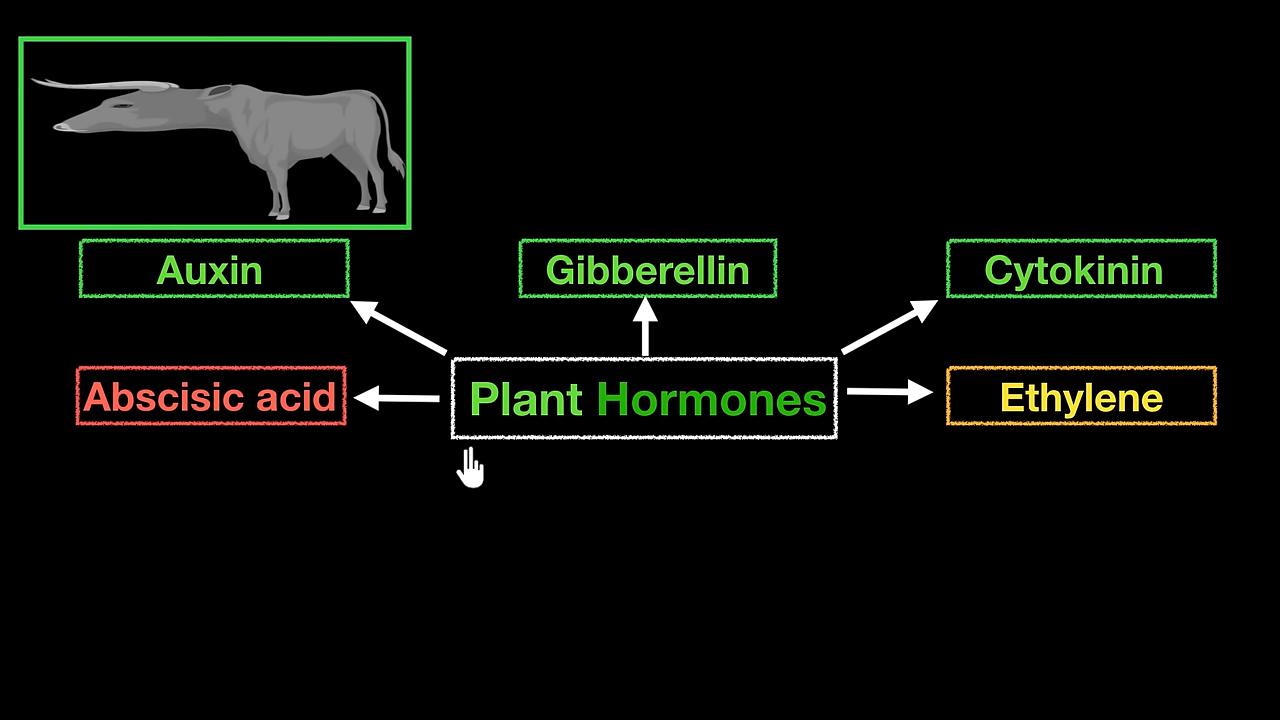 Auxin
Gibberellin
Cytokinin
Abscisic acid
Plant Hormones
Ethylene